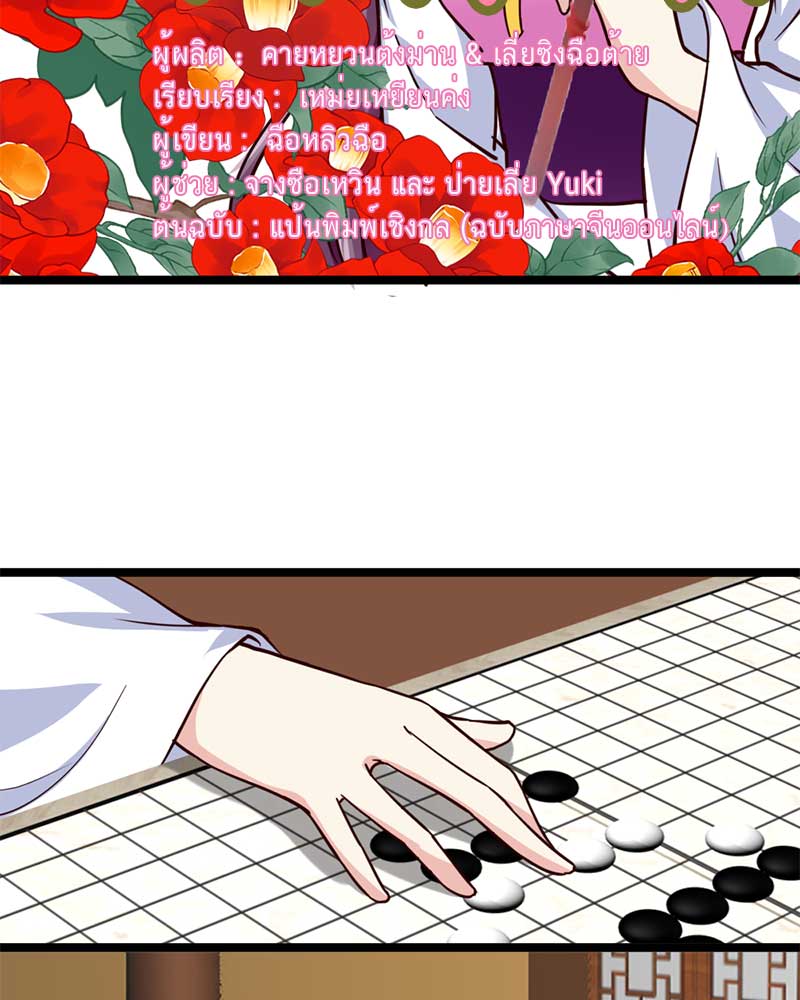 ผู้ผลิต : คายหยวนต้งม่าน & เลี่ยซิงฉือต้าย
เรียบเรียง : เหม่ยเหยียนค่ง
ผู้เขียน : ฉือหลิวฉือ
ผู้ช่วย : จางซือเหวิน และ ป่ายเลี่ย Yuki
ต้นฉบับ : แป้นพิมพ์เชิงกล (ฉบับภาษาจีนออนไลน์)